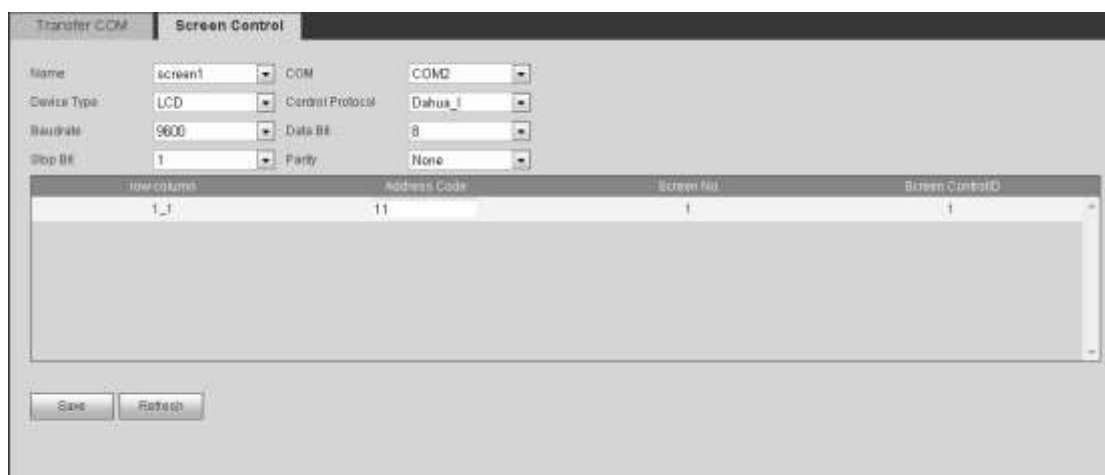 Transfer COM Screen Control
Name screen1 COM COM2
Device Type LCD Control Protocol Dahua_I
Baudrate 9600 Data Bit 8
Stop Bit 1 Parity None
row-column Address Code Screen No. Screen ControlID
1_1 11 1 1
Save Refresh